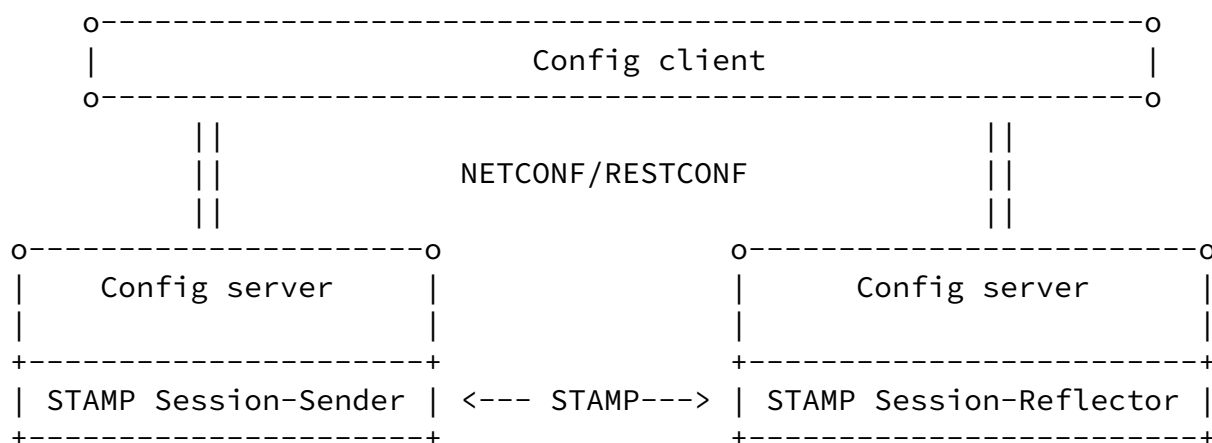 Config client
NETCONF/RESTCONF
Config server Config server
STAMP Session-Sender <--- STAMP---> STAMP Session-Reflector